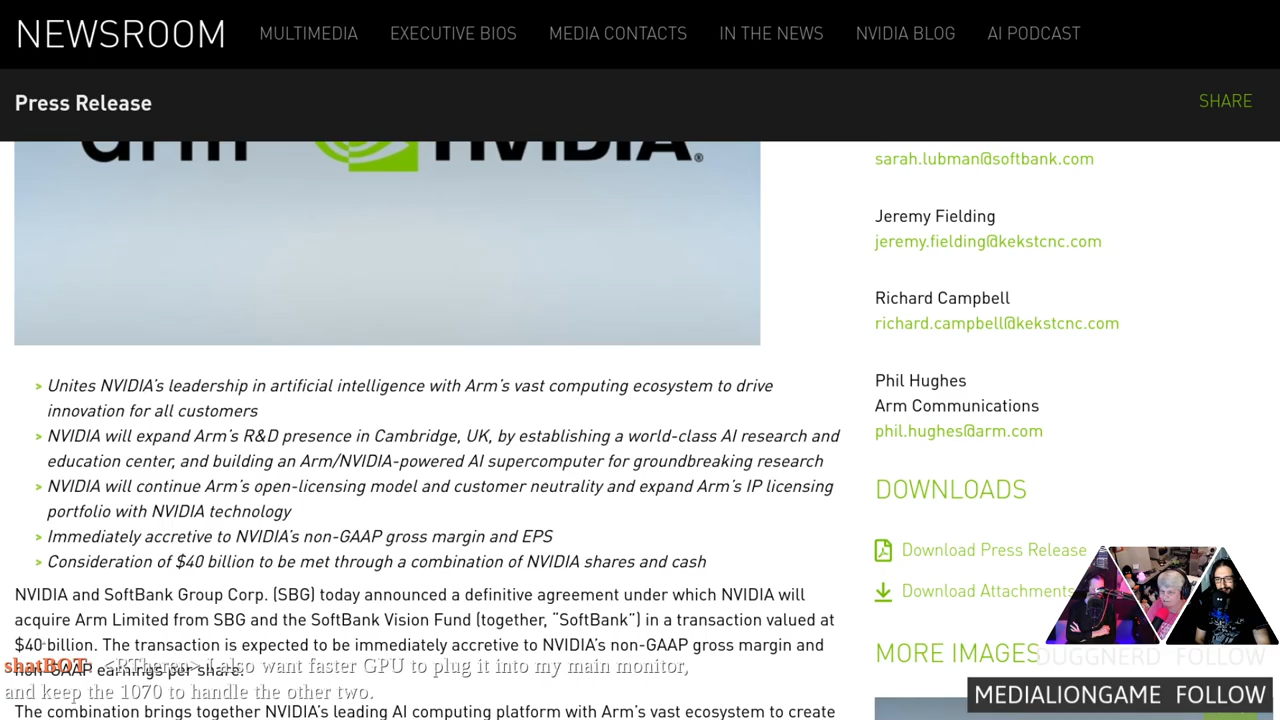 NEWSROOM MULTIMEDIA EXECUTIVE BIOS MEDIA CONTACTS IN THE NEWS NVIDIA BLOG AI PODCAST
Press Release SHARE
arm NVIDIA®
> Unites NVIDIA’s leadership in artificial intelligence with Arm’s vast computing ecosystem to drive
innovation for all customers
> NVIDIA will expand Arm’s R&D presence in Cambridge, UK, by establishing a world-class AI research and
education center, and building an Arm/NVIDIA-powered AI supercomputer for groundbreaking research
> NVIDIA will continue Arm’s open-licensing model and customer neutrality and expand Arm’s IP licensing
portfolio with NVIDIA technology
> Immediately accretive to NVIDIA’s non-GAAP gross margin and EPS
> Consideration of $40 billion to be met through a combination of NVIDIA shares and cash
NVIDIA and SoftBank Group Corp. (SBG) today announced a definitive agreement under which NVIDIA will
acquire Arm Limited from SBG and the SoftBank Vision Fund (together, “SoftBank”) in a transaction valued at
$40 billion. The transaction is expected to be immediately accretive to NVIDIA’s non-GAAP gross margin and
non-GAAP earnings per share.
The combination brings together NVIDIA’s leading AI computing platform with Arm’s vast ecosystem to create
shatBOT: <RTheren> I also want faster GPU to plug it into my main monitor,
and keep the 1070 to handle the other two.
sarah.lubman@softbank.com
Jeremy Fielding
jeremy.fielding@kekstcnc.com
Richard Campbell
richard.campbell@kekstcnc.com
Phil Hughes
Arm Communications
phil.hughes@arm.com
DOWNLOADS
Download Press Release
Download Attachments
MORE IMAGES
DUGGNERD FOLLOW
MEDIALIONGAME FOLLOW